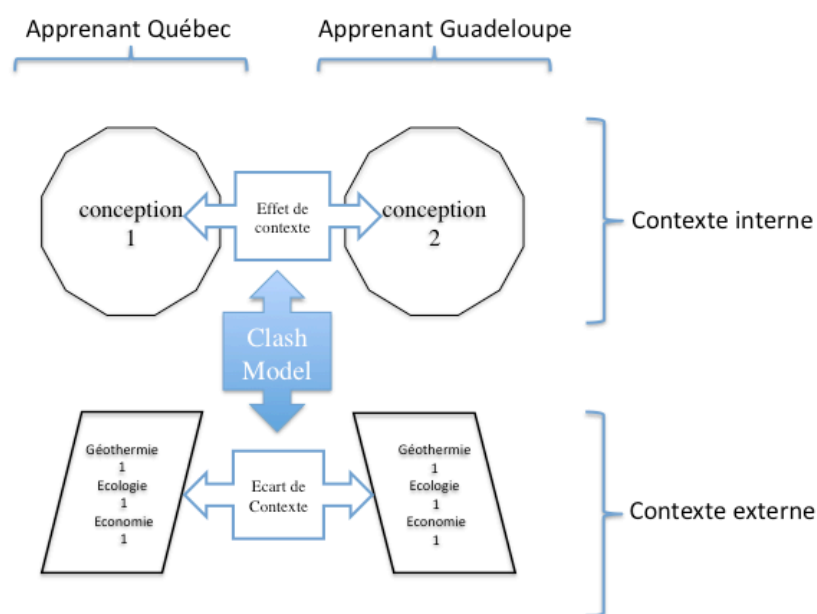 Apprenant Québec
Apprenant Guadeloupe
conception
1
Effet de
contexte
conception
2
Contexte interne
Clash
Model
Géothermie
1
Ecologie
1
Economie
1
Ecart de
Contexte
Géothermie
1
Ecologie
1
Economie
1
Contexte externe